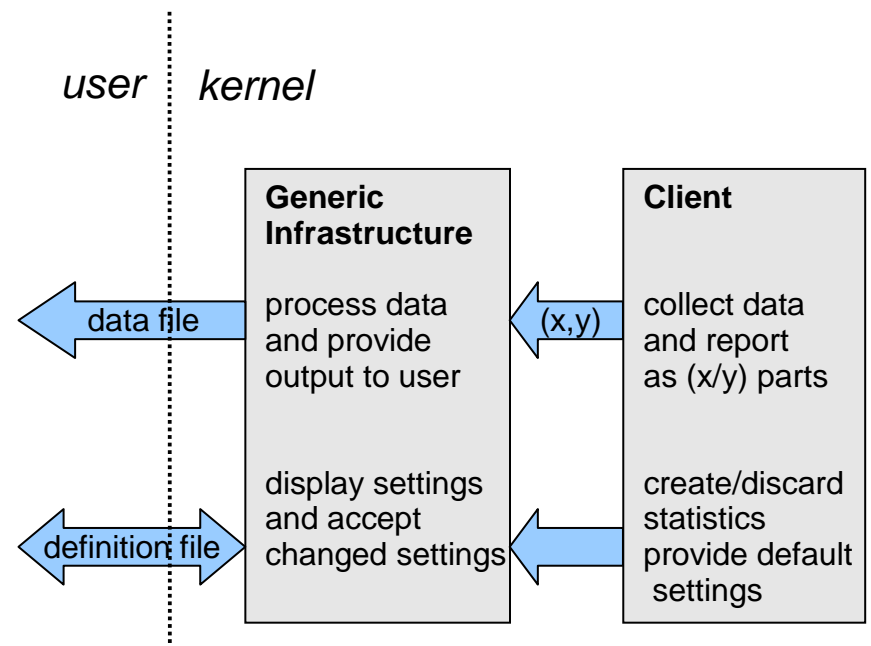 user kernel
Generic
Infrastructure
process data
and provide
output to user
display settings
and accept
changed settings
Client
collect data
and report
as (x/y) parts
create/discard
statistics
provide default
settings
data file
(x,y)
definition file